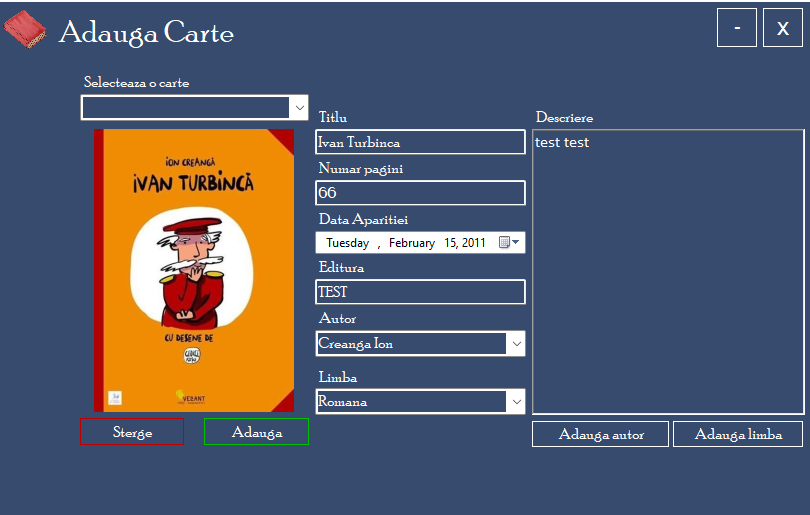 Adauga Carte
-
X
Selecteaza o carte
ION CREANGĂ
IVAN TURBINCĂ
CU DESENE DE
VELLANT
Sterge
Adauga
Titlu
Ivan Turbinca
Numar pagini
66
Data Aparitiei
Tuesday , February 15, 2011
Editura
TEST
Autor
Creanga Ion
Limba
Romana
Descriere
test test
Adauga autor
Adauga limba